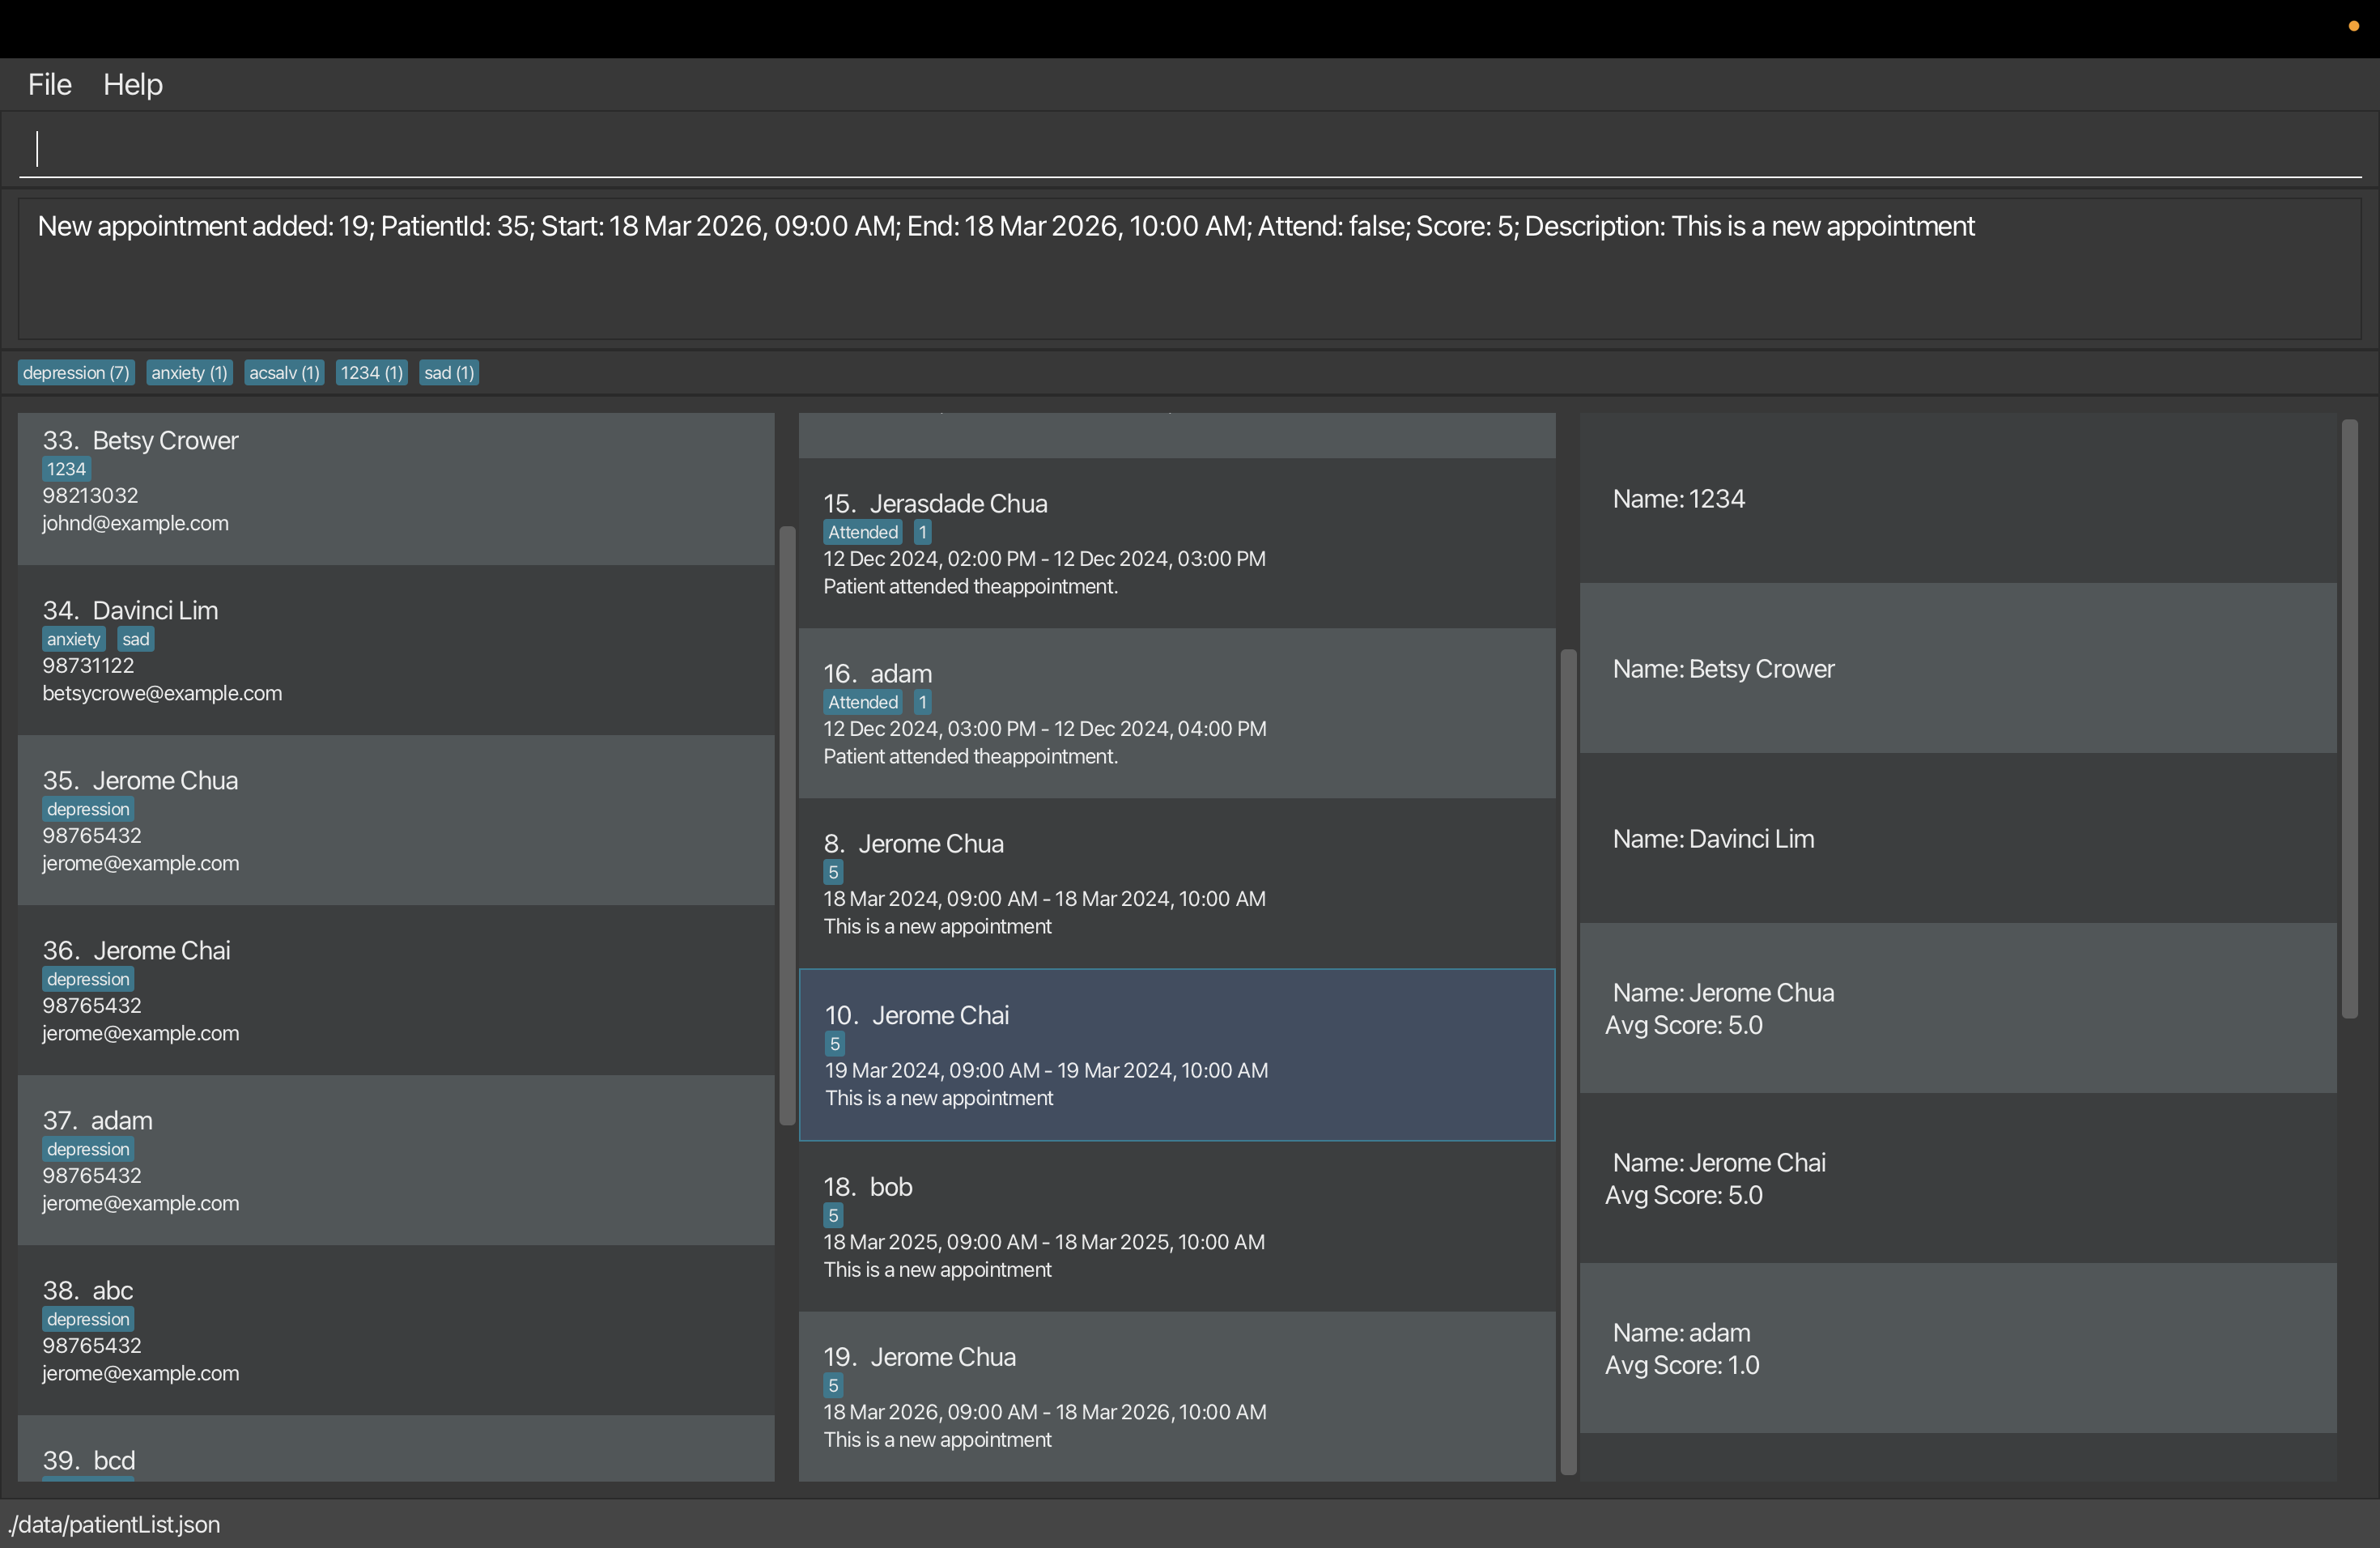 File Help
New appointment added: 19; PatientId: 35; Start: 18 Mar 2026, 09:00 AM; End: 18 Mar 2026, 10:00 AM; Attend: false; Score: 5; Description: This is a new appointment
depression (7) anxiety (1) acsalv (1) 1234 (1) sad (1)
33. Betsy Crower
1234
98213032
johnd@example.com
34. Davinci Lim
anxiety sad
98731122
betsycrowe@example.com
35. Jerome Chua
depression
98765432
jerome@example.com
36. Jerome Chai
depression
98765432
jerome@example.com
37. adam
depression
98765432
jerome@example.com
38. abc
depression
98765432
jerome@example.com
39. bcd
15. Jerasdade Chua
Attended 1
12 Dec 2024, 02:00 PM - 12 Dec 2024, 03:00 PM
Patient attended theappointment.
16. adam
Attended 1
12 Dec 2024, 03:00 PM - 12 Dec 2024, 04:00 PM
Patient attended theappointment.
8. Jerome Chua
5
18 Mar 2024, 09:00 AM - 18 Mar 2024, 10:00 AM
This is a new appointment
10. Jerome Chai
5
19 Mar 2024, 09:00 AM - 19 Mar 2024, 10:00 AM
This is a new appointment
18. bob
5
18 Mar 2025, 09:00 AM - 18 Mar 2025, 10:00 AM
This is a new appointment
19. Jerome Chua
5
18 Mar 2026, 09:00 AM - 18 Mar 2026, 10:00 AM
This is a new appointment
Name: 1234
Name: Betsy Crower
Name: Davinci Lim
Name: Jerome Chua
Avg Score: 5.0
Name: Jerome Chai
Avg Score: 5.0
Name: adam
Avg Score: 1.0
./data/patientList.json